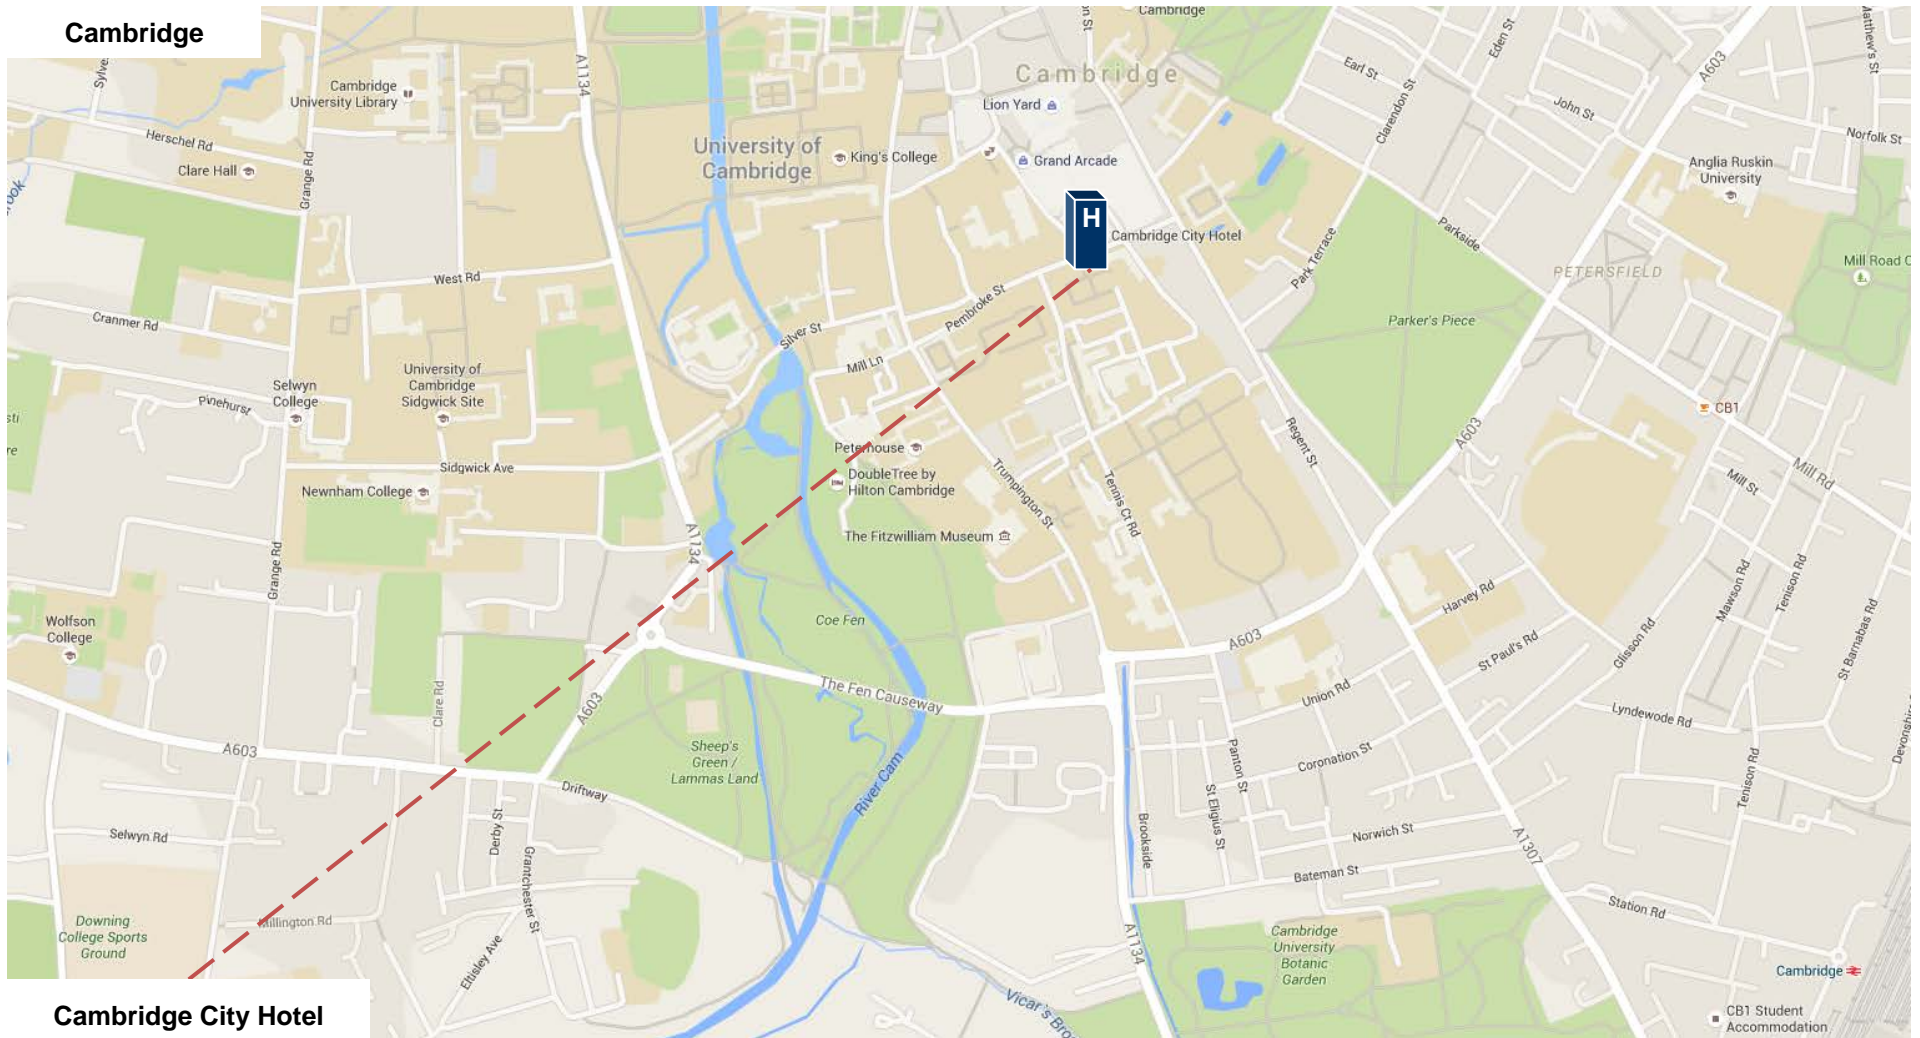 Cambridge
Cambridge
n St
A603
A1134
Sylve
Cambridge
University Library
Herschel Rd
Clare Hall
Grange Rd
rook
University of
Cambridge
King's College
Cambridge
Lion Yard
Grand Arcade
H
Cambridge City Hotel
Earl St
Clarendon St
Eden St
John St
Matthew's St
Norfolk St
Anglia Ruskin
University
Parkside
Park Terrace
PETERSFIELD
Mill Road C
Parker's Piece
West Rd
Cranmer Rd
Pembroke St
Silver St
Mill Ln
Selwyn
College
Pinehurst
University of
Cambridge
Sidgwick Site
sti
re
Sidgwick Ave
Newnham College
Peterhouse
DoubleTree by
Hilton Cambridge
The Fitzwilliam Museum
Trumpington St
Tennis Ct Rd
Regent St
A603
CB1
Mill Rd
Mill St
A1134
Grange Rd
Wolfson
College
Coe Fen
Harvey Rd
Mawson Rd
Tenison Rd
St Barnabas Rd
Glisson Rd
St Paul's Rd
A603
Union Rd
Lyndewode Rd
Devonshire
Clare Rd
A603
The Fen Causeway
A603
Sheep's
Green /
Lammas Land
River Cam
Driftway
Panton St
Coronation St
St Eligius St
Tenison Rd
Selwyn Rd
Derby St
Grantchester St
Brookside
Norwich St
A1307
Bateman St
Station Rd
Millington Rd
Downing
College Sports
Ground
Eltisley Ave
A1134
Cambridge
University
Botanic
Garden
Vicar's Bro
Cambridge
CB1 Student
Accommodation
Cambridge City Hotel